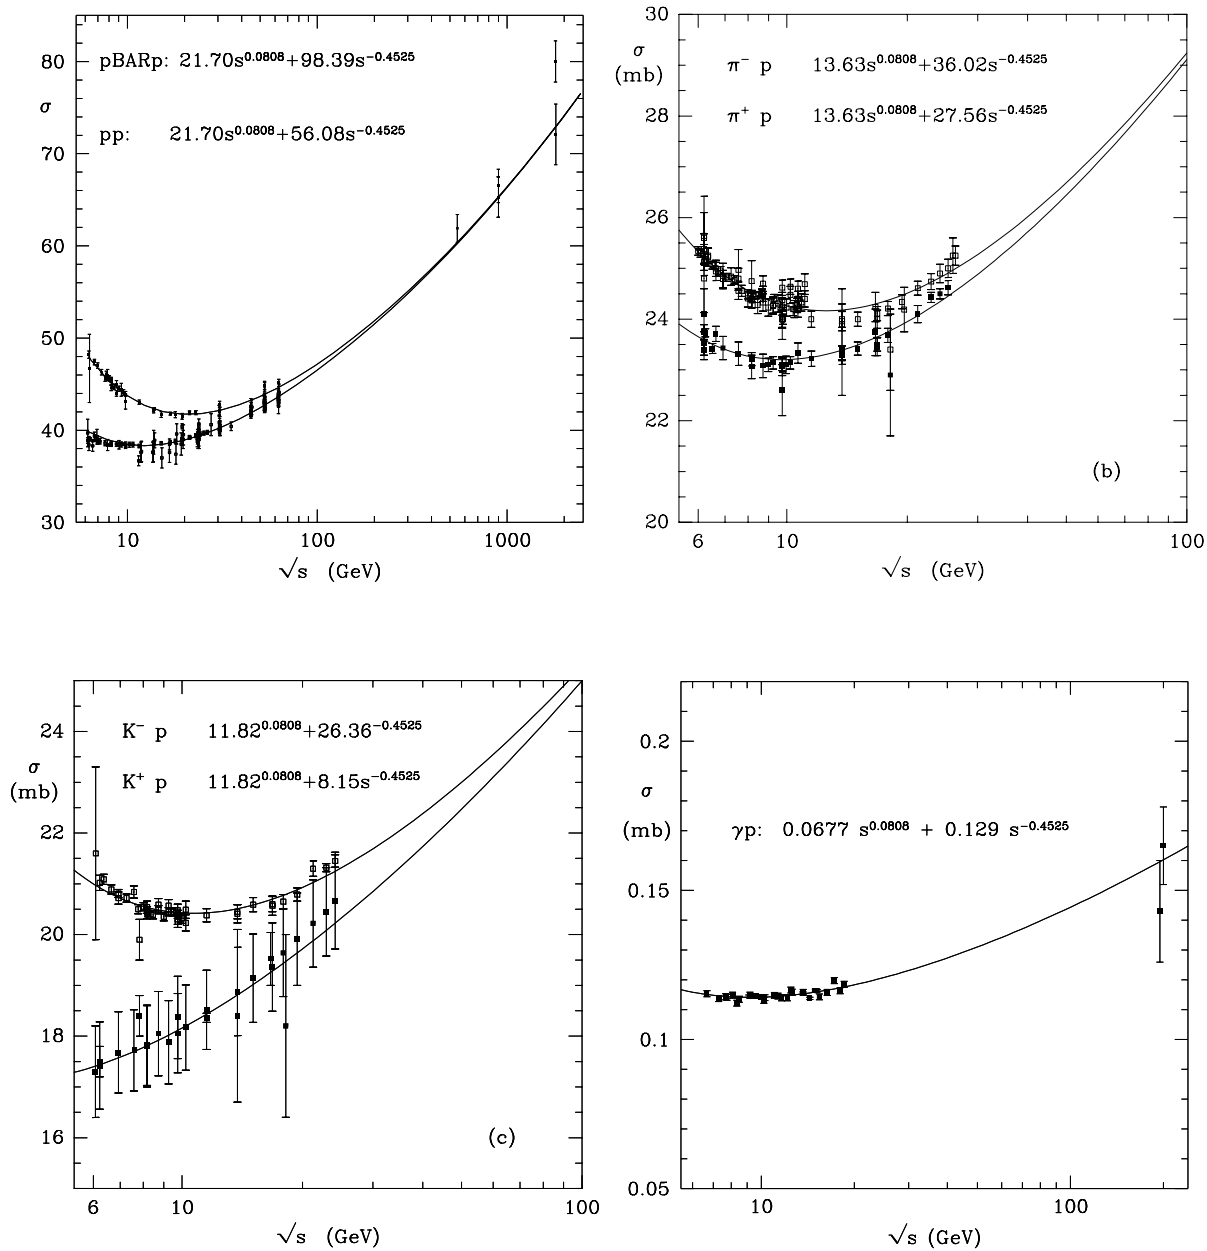 80
70
60
50
40
30
σ
pBARp: 21.70s^0.0808+98.39s^-0.4525
pp: 21.70s^0.0808+56.08s^-0.4525
10 100 1000
√s (GeV)
30
28
26
24
22
20
σ
(mb)
π⁻ p 13.63s^0.0808+36.02s^-0.4525
π⁺ p 13.63s^0.0808+27.56s^-0.4525
(b)
6 10 100
√s (GeV)
24
22
20
18
16
σ
(mb)
K⁻ p 11.82^0.0808+26.36^-0.4525
K⁺ p 11.82^0.0808+8.15s^-0.4525
(c)
6 10 100
√s (GeV)
0.2
0.15
0.1
0.05
σ
(mb)
γp: 0.0677 s^0.0808 + 0.129 s^-0.4525
10 100
√s (GeV)